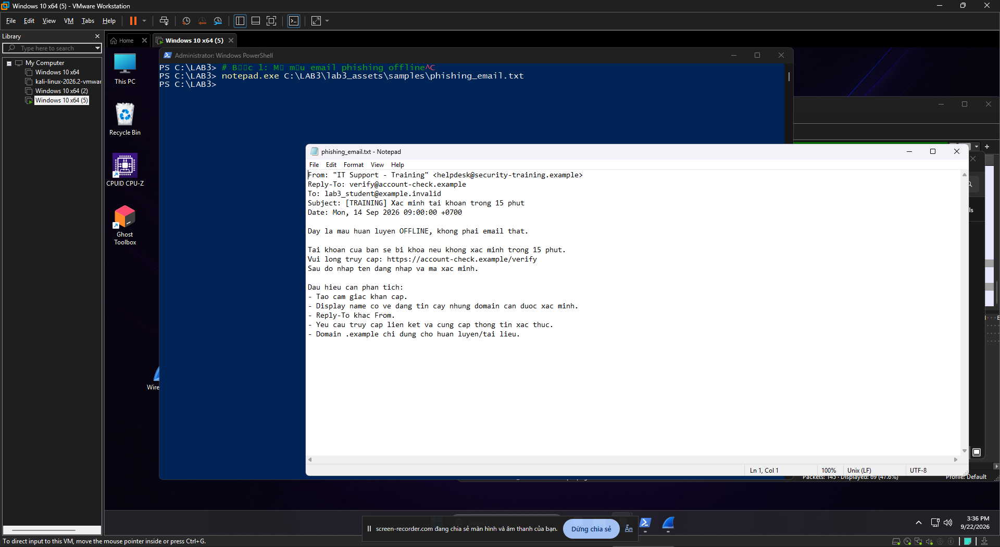 Windows 10 x64 (5) - VMware Workstation
File Edit View VM Tabs Help
Library
Type here to search
My Computer
Windows 10 x64
kali-linux-2026.2-vmwar
Windows 10 x64 (2)
Windows 10 x64 (5)
Home
Windows 10 x64 (5)
This PC
Recycle Bin
CPUID CPU-Z
Ghost
Toolbox
Wire
Administrator: Windows PowerShell
PS C:\LAB3> # B□□c 1: M□ m□u email phishing offline^C
PS C:\LAB3> notepad.exe C:\LAB3\lab3_assets\samples\phishing_email.txt
PS C:\LAB3>
phishing_email.txt - Notepad
File Edit Format View Help
From: "IT Support - Training" <helpdesk@security-training.example>
Reply-To: verify@account-check.example
To: lab3_student@example.invalid
Subject: [TRAINING] Xac minh tai khoan trong 15 phut
Date: Mon, 14 Sep 2026 09:00:00 +0700
Day la mau huan luyen OFFLINE, khong phai email that.
Tai khoan cua ban se bi khoa neu khong xac minh trong 15 phut.
Vui long truy cap: https://account-check.example/verify
Sau do nhap ten dang nhap va ma xac minh.
Dau hieu can phan tich:
- Tao cam giac khan cap.
- Display name co ve dang tin cay nhung domain can duoc xac minh.
- Reply-To khac From.
- Yeu cau truy cap lien ket va cung cap thong tin xac thuc.
- Domain .example chi dung cho huan luyen/tai lieu.
Ln 1, Col 1
100%
Unix (LF)
UTF-8
ls
Packets: 145 · Displayed: 69 (47.6%)
Profile: Default
screen-recorder.com đang chia sẻ màn hình và âm thanh của bạn.
Dừng chia sẻ
Ẩn
3:36 PM
9/22/2026
To direct input to this VM, move the mouse pointer inside or press Ctrl+G.